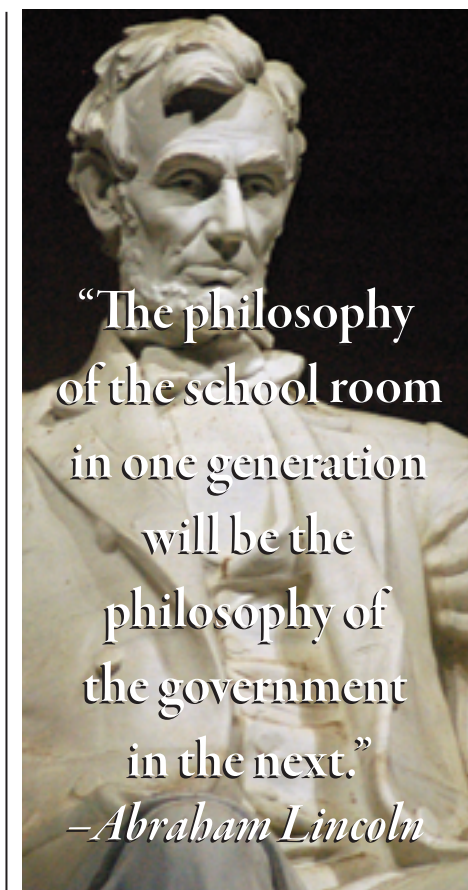 “The philosophy
of the school room
in one generation
will be the
philosophy of
the government
in the next.”
–Abraham Lincoln